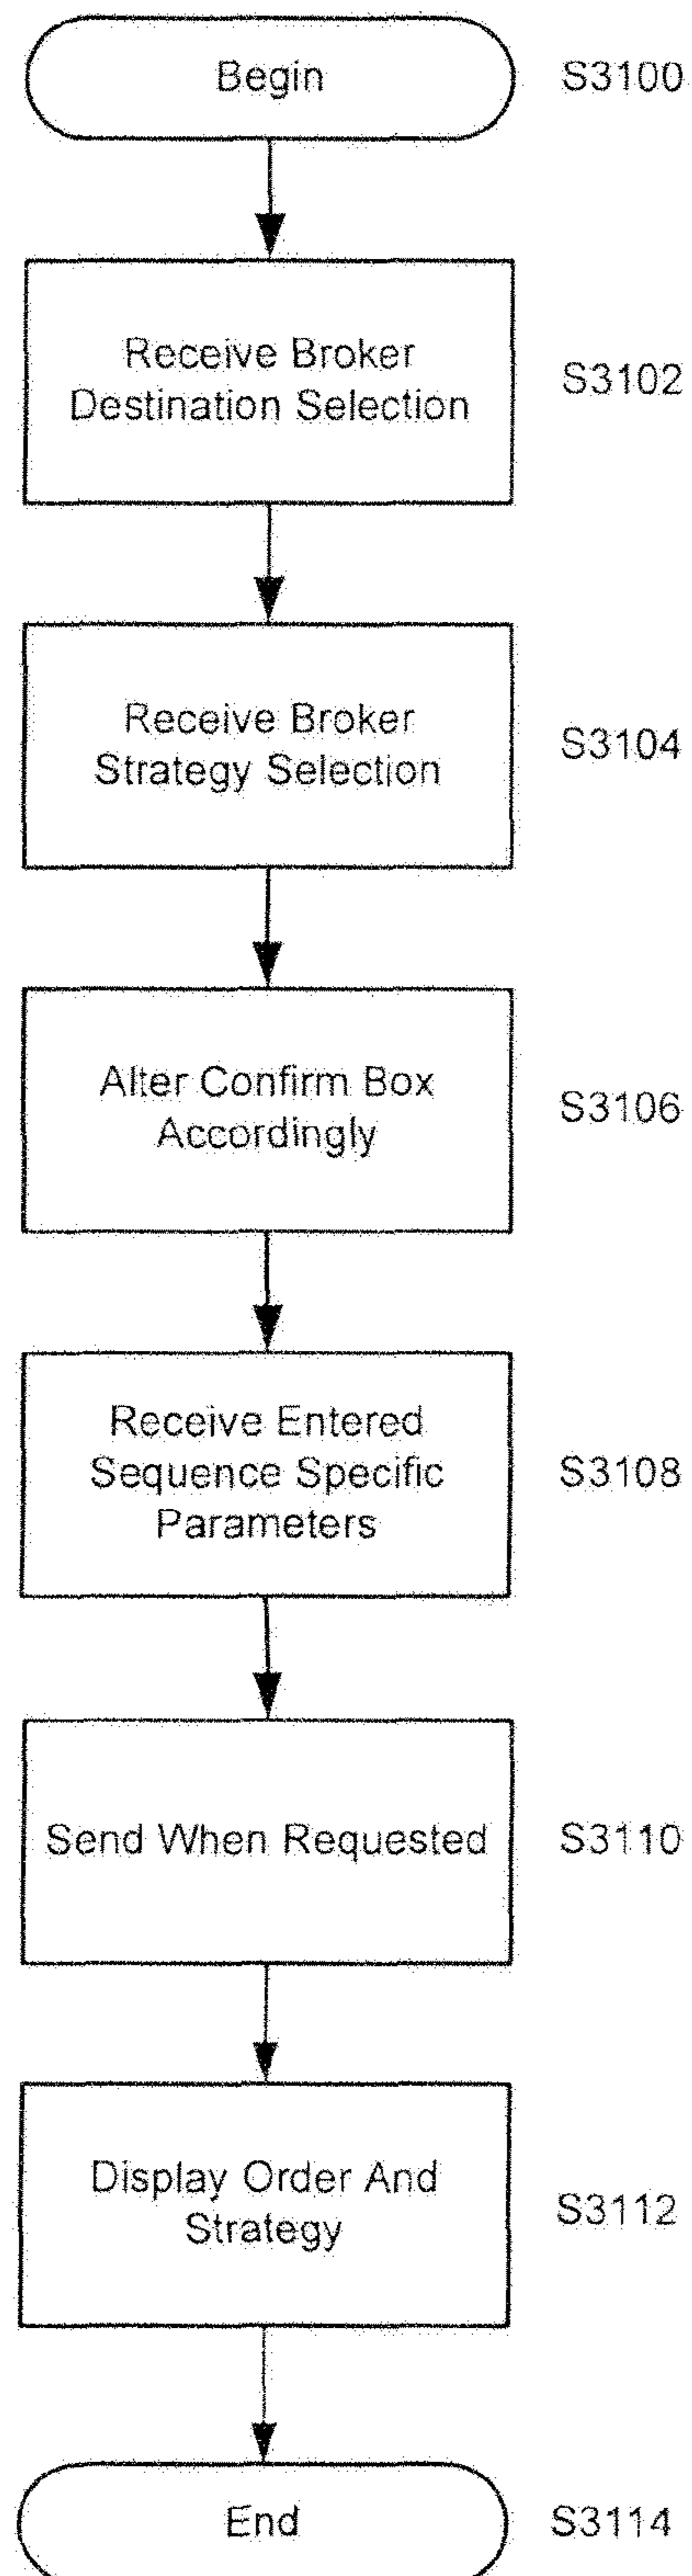 Begin
S3100
Receive Broker
Destination Selection
S3102
Receive Broker
Strategy Selection
S3104
Alter Confirm Box
Accordingly
S3106
Receive Entered
Sequence Specific
Parameters
S3108
Send When Requested
S3110
Display Order And
Strategy
S3112
End
S3114